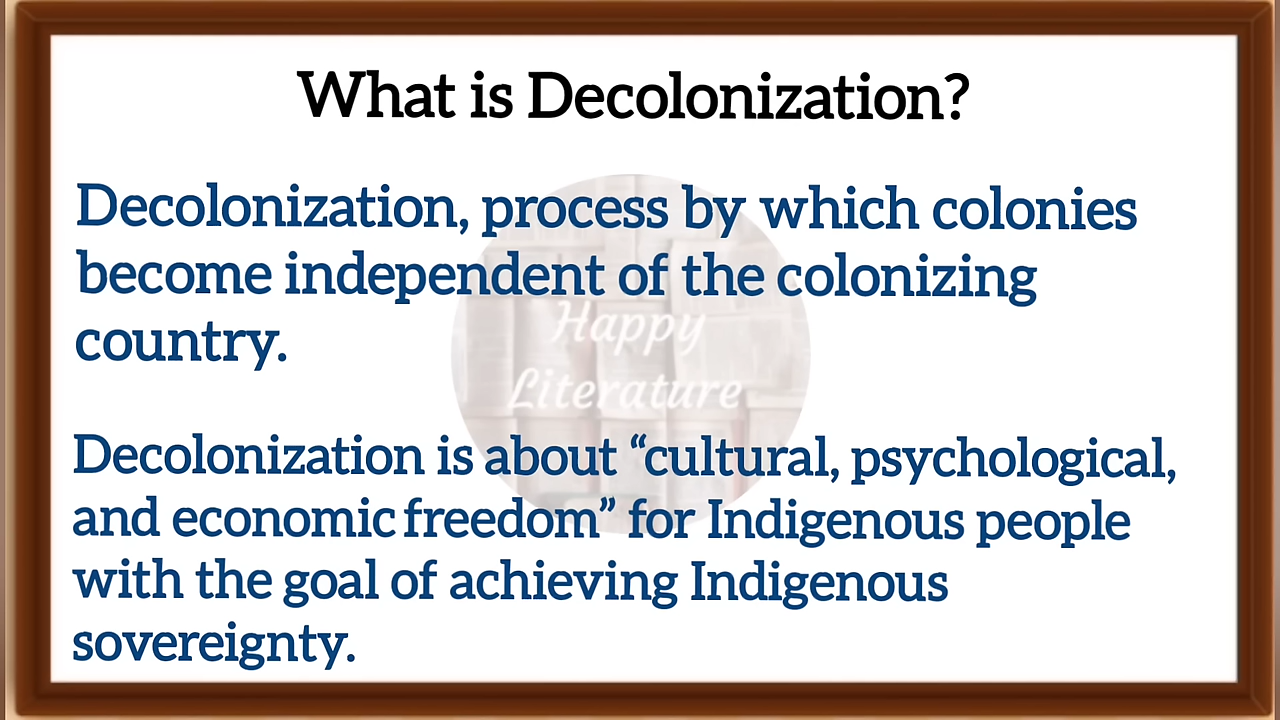 What is Decolonization?
Decolonization, process by which colonies
become independent of the colonizing
country.
Happy
Literature
Decolonization is about “cultural, psychological,
and economic freedom” for Indigenous people
with the goal of achieving Indigenous
sovereignty.